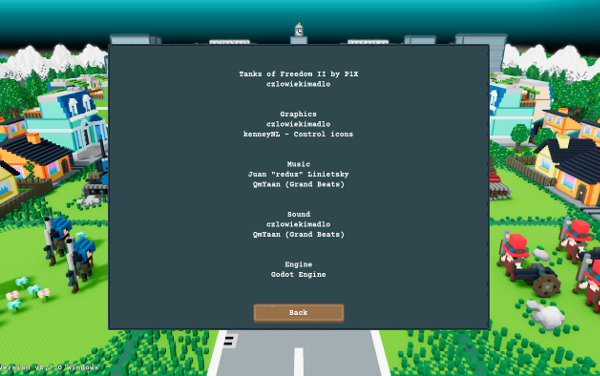 Tanks of Freedom II by P1X
czlowiekimadlo
Graphics
czlowiekimadlo
kenneyNL - Control icons
Music
Juan "reduz" Linietsky
QmYaan (Grand Beats)
Sound
czlowiekimadlo
QmYaan (Grand Beats)
Engine
Godot Engine
Back
Windows